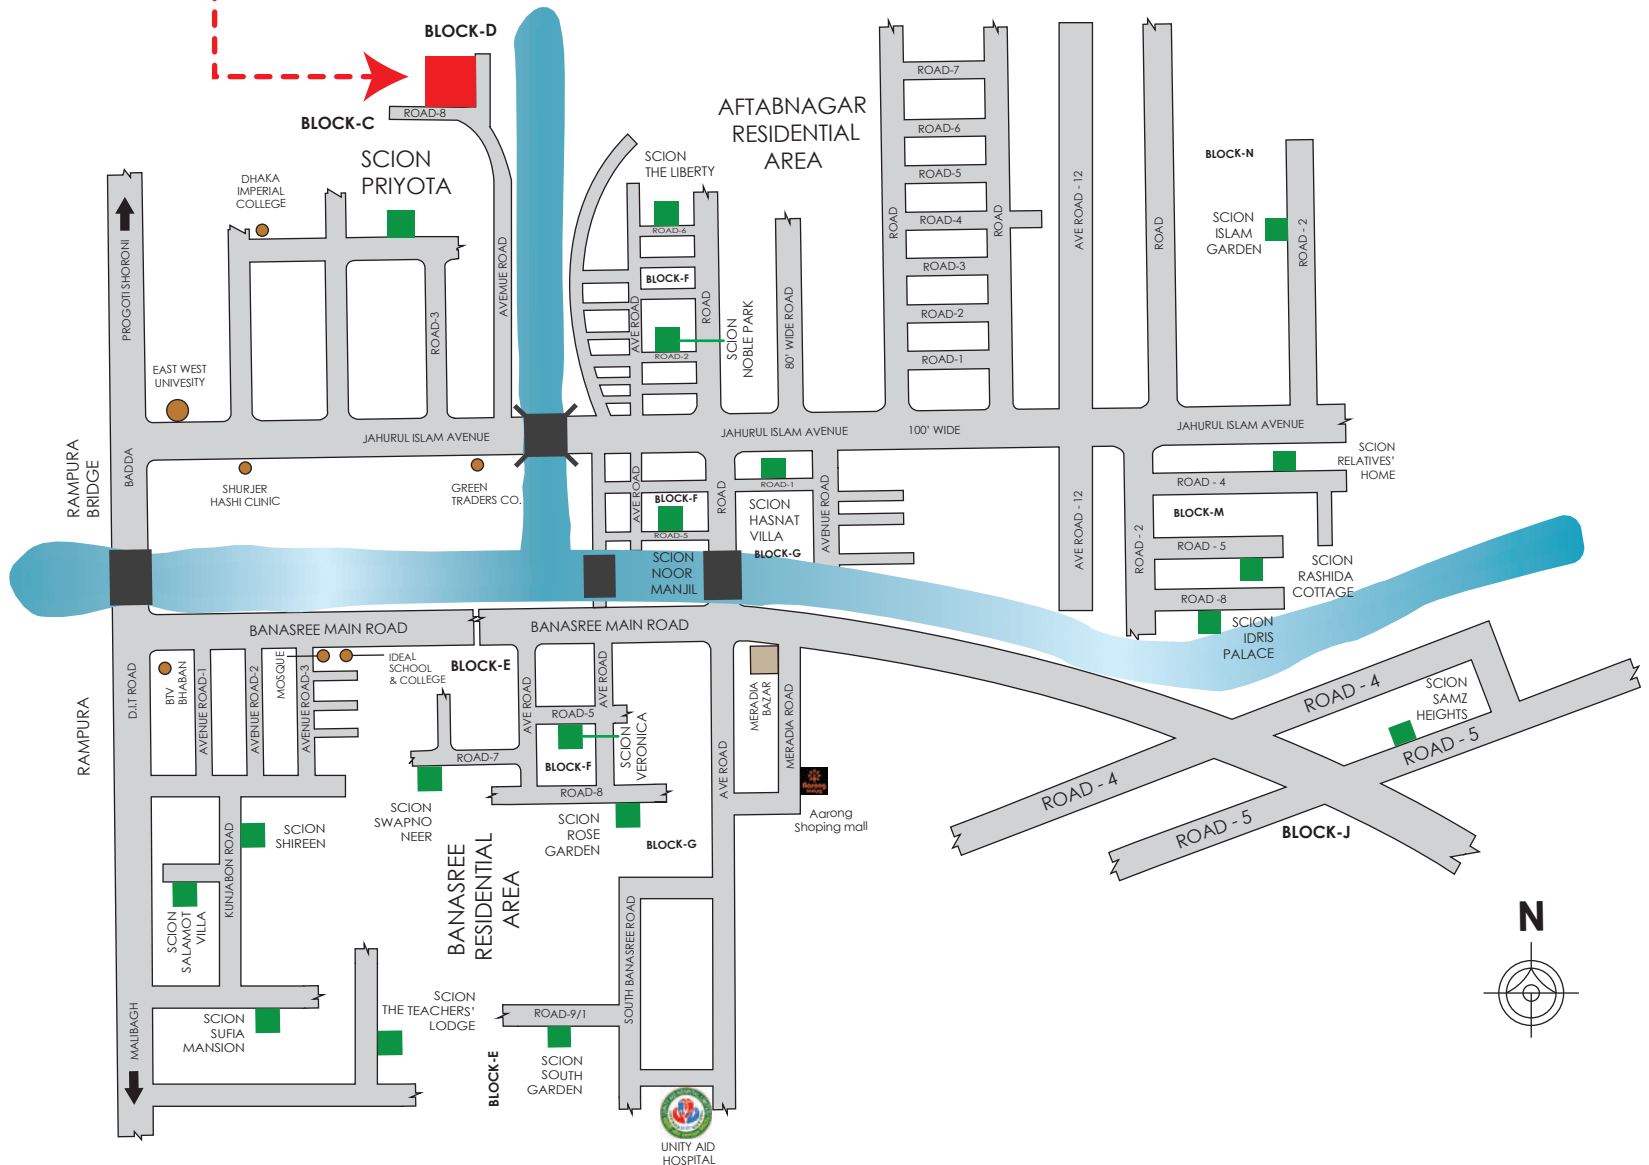 BLOCK-D
BLOCK-C
ROAD-8
SCION
PRIYOTA
DHAKA
IMPERIAL
COLLEGE
PROGOTI SHORONI
EAST WEST
UNIVESITY
ROAD-3
AVEMUE ROAD
SCION
THE LIBERTY
ROAD-6
BLOCK-F
AVE ROAD
ROAD
ROAD-2
SCION
NOBLE PARK
80' WIDE ROAD
AFTABNAGAR
RESIDENTIAL
AREA
ROAD
ROAD-7
ROAD-6
ROAD-5
ROAD-4
ROAD-3
ROAD-2
ROAD-1
ROAD
AVE ROAD - 12
ROAD
BLOCK-N
SCION
ISLAM
GARDEN
ROAD - 2
JAHURUL ISLAM AVENUE
JAHURUL ISLAM AVENUE
100' WIDE
JAHURUL ISLAM AVENUE
RAMPURA
BRIDGE
BADDA
SHURJER
HASHI CLINIC
GREEN
TRADERS CO.
AVE ROAD
BLOCK-F
ROAD-5
ROAD
ROAD-1
SCION
HASNAT
VILLA
BLOCK-G
AVENUE ROAD
SCION
NOOR
MANJIL
AVE ROAD - 12
ROAD - 2
SCION
RELATIVES'
HOME
ROAD - 4
BLOCK-M
ROAD - 5
SCION
RASHIDA
COTTAGE
ROAD -8
SCION
IDRIS
PALACE
BANASREE MAIN ROAD
BANASREE MAIN ROAD
RAMPURA
D.I.T ROAD
BTV
BHABAN
AVENUE ROAD-1
AVENUE ROAD-2
MOSQUE
AVENUE ROAD-3
IDEAL
SCHOOL
& COLLEGE
BLOCK-E
AVE ROAD
AVE ROAD
ROAD-5
SCION
VERONICA
BLOCK-F
ROAD-7
ROAD-8
SCION
SWAPNO
NEER
SCION
ROSE
GARDEN
BLOCK-G
AVE ROAD
MERADIA
BAZAR
MERADIA ROAD
Aarong
Aarong
Shoping mall
ROAD - 4
ROAD - 4
SCION
SAMZ
HEIGHTS
ROAD - 5
ROAD - 5
BLOCK-J
SCION
SHIREEN
KUNJABON ROAD
SCION
SALAMOT
VILLA
BANASREE
RESIDENTIAL
AREA
SOUTH BANASREE ROAD
N
MALIBAGH
SCION
SUFIA
MANSION
SCION
THE TEACHERS'
LODGE
ROAD-9/1
BLOCK-E
SCION
SOUTH
GARDEN
UNITY AID
HOSPITAL